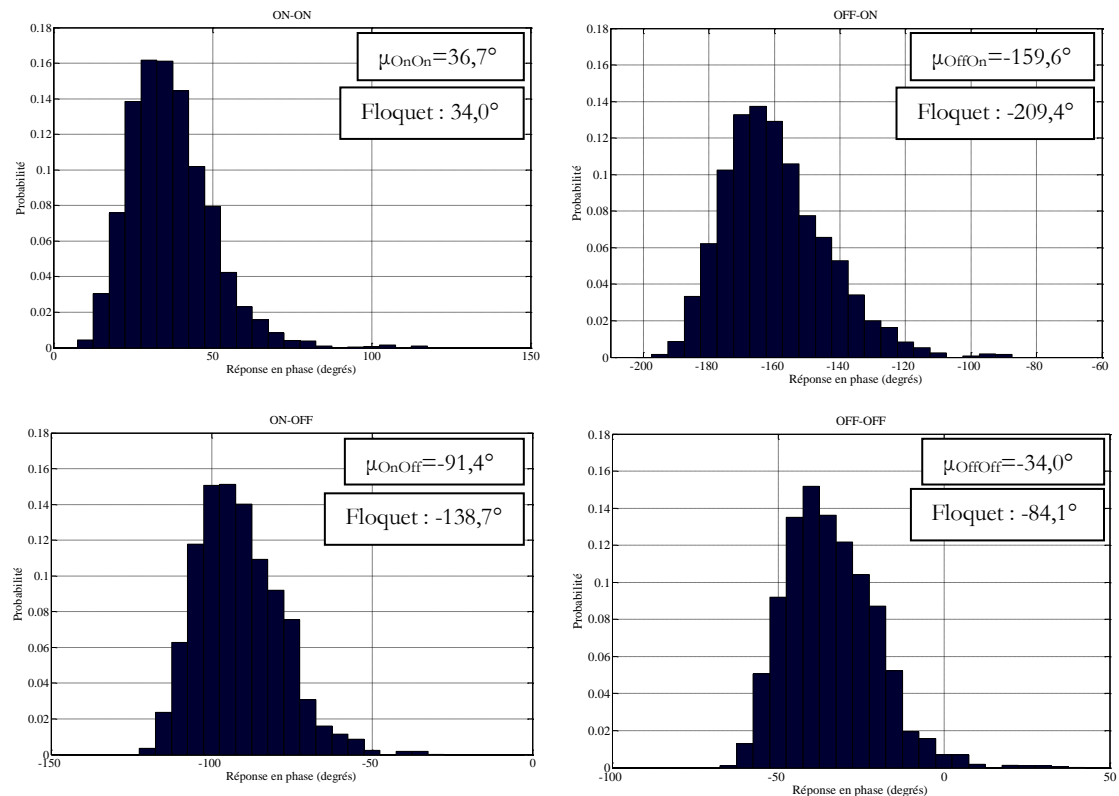 ON-ON
0.18
0.16
0.14
0.12
0.1
0.08
0.06
0.04
0.02
0
Probabilité
0 50 100 150
Réponse en phase (degrés)
µOnOn=36,7°
Floquet : 34,0°
OFF-ON
0.18
0.16
0.14
0.12
0.1
0.08
0.06
0.04
0.02
0
Probabilité
-200 -180 -160 -140 -120 -100 -80 -60
Réponse en phase (degrés)
µOffOn=-159,6°
Floquet : -209,4°
ON-OFF
0.18
0.16
0.14
0.12
0.1
0.08
0.06
0.04
0.02
0
Probabilité
-150 -100 -50 0
Réponse en phase (degrés)
µOnOff=-91,4°
Floquet : -138,7°
OFF-OFF
0.18
0.16
0.14
0.12
0.1
0.08
0.06
0.04
0.02
0
Probabilité
-100 -50 0 50
Réponse en phase (degrés)
µOffOff=-34,0°
Floquet : -84,1°